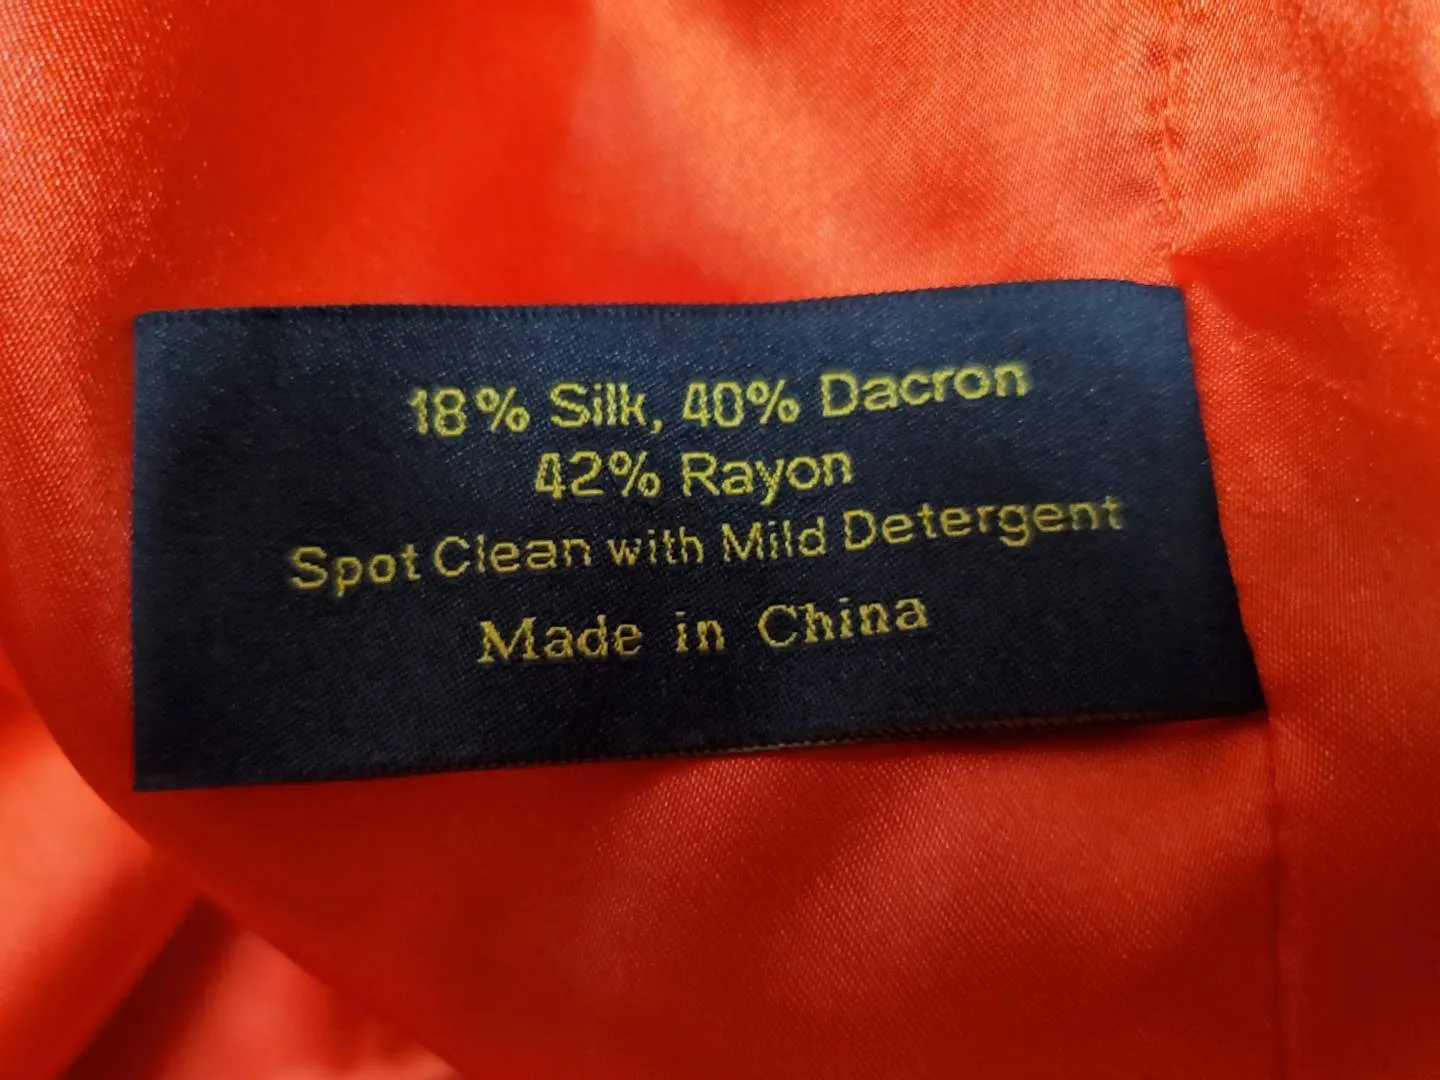 18% Silk, 40% Dacron
42% Rayon
Spot Clean with Mild Detergent
Made in China